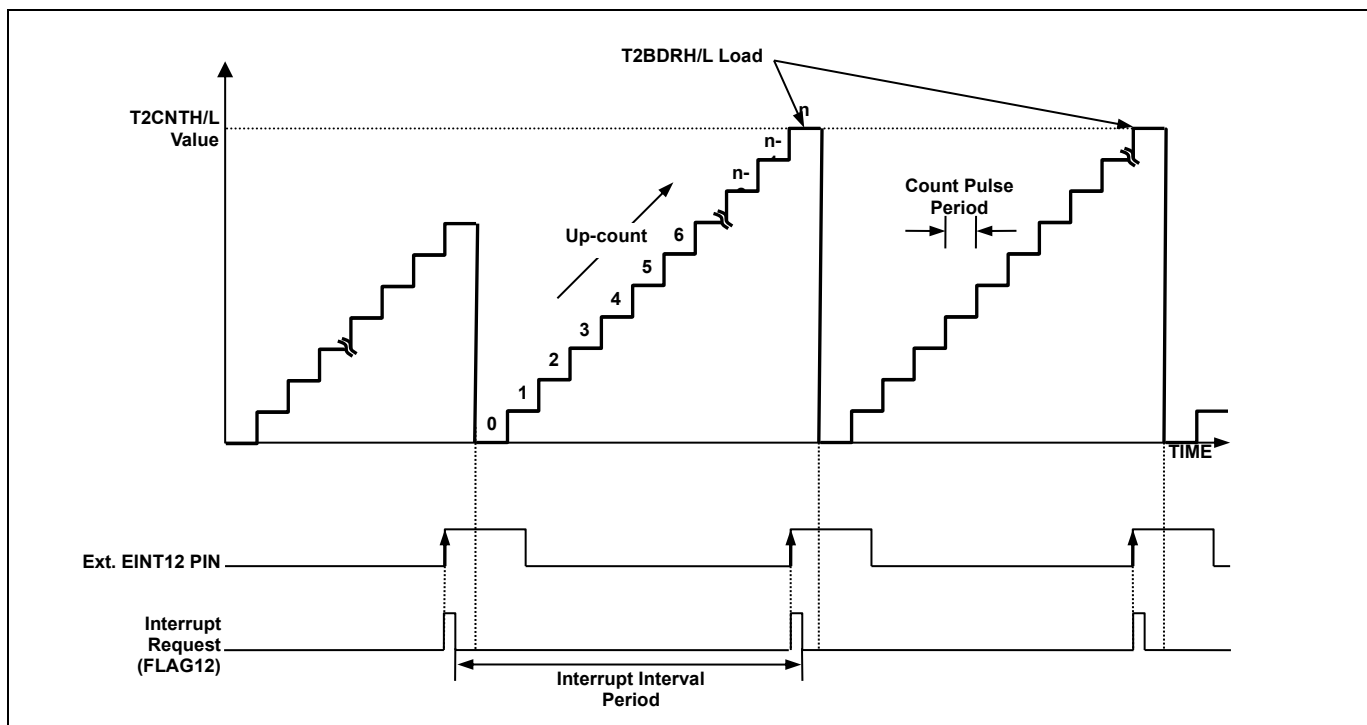 T2BDRH/L Load
T2CNTH/L
Value
n
n-
n-
Count Pulse
Period
Up-count
6
5
4
3
2
1
0
TIME
Ext. EINT12 PIN
Interrupt
Request
(FLAG12)
Interrupt Interval
Period